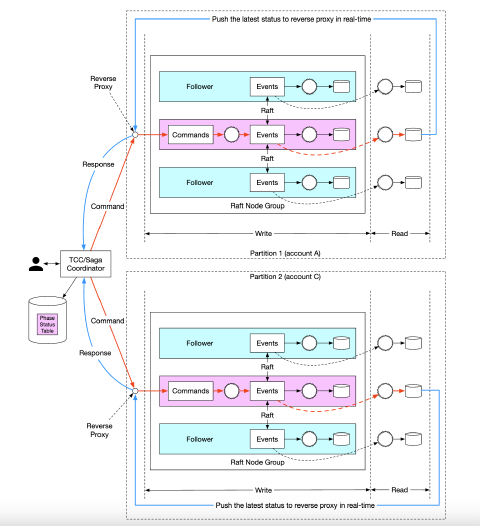 Push the latest status to reverse proxy in real-time
Reverse
Proxy
Follower
Events
Raft
Commands
Events
Raft
Follower
Events
Raft Node Group
Response
Command
Write
Read
Partition 1 (account A)
TCC/Saga
Coordinator
Partition 2 (account C)
Phase
Status
Table
Command
Response
Reverse
Proxy
Follower
Events
Raft
Commands
Events
Raft
Follower
Events
Raft Node Group
Write
Read
Push the latest status to reverse proxy in real-time